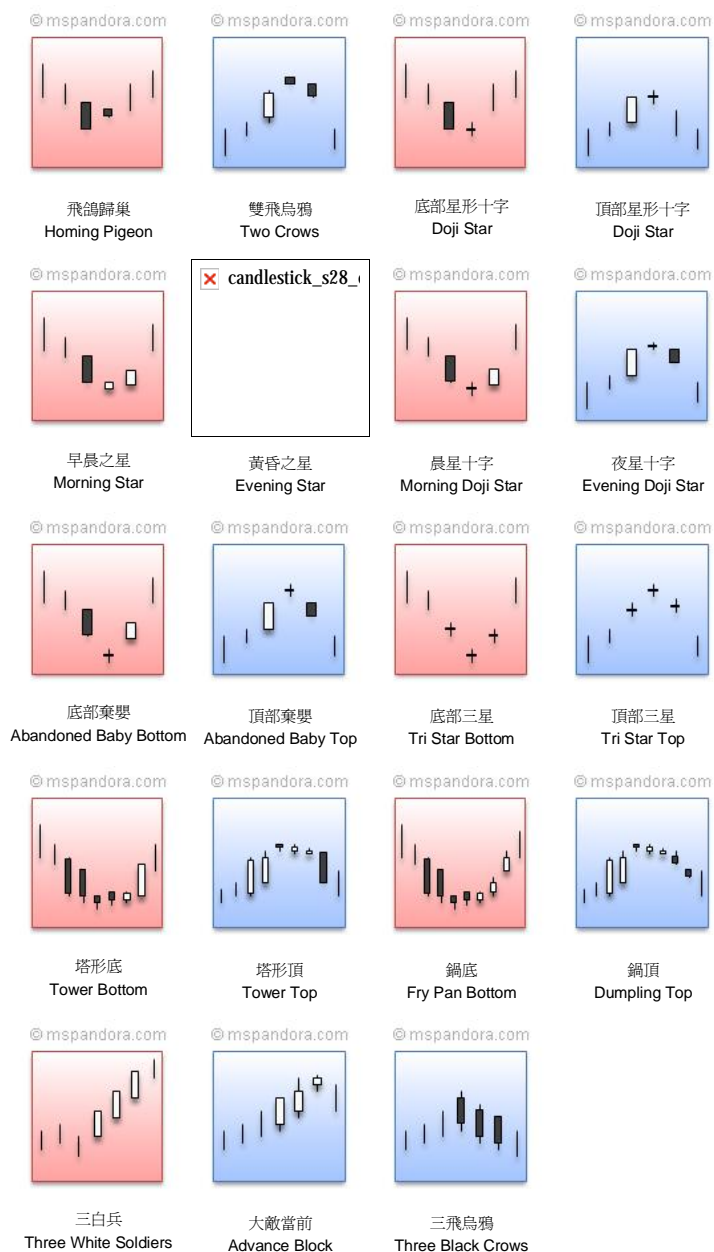 © mspandora.com © mspandora.com © mspandora.com © mspandora.com
飛鴿歸巢 雙飛烏鴉 底部星形十字 頂部星形十字
Homing Pigeon Two Crows Doji Star Doji Star
© mspandora.com candlestick_s28_ © mspandora.com © mspandora.com
早晨之星 黃昏之星 晨星十字 夜星十字
Morning Star Evening Star Morning Doji Star Evening Doji Star
© mspandora.com © mspandora.com © mspandora.com © mspandora.com
底部棄嬰 頂部棄嬰 底部三星 頂部三星
Abandoned Baby Bottom Abandoned Baby Top Tri Star Bottom Tri Star Top
© mspandora.com © mspandora.com © mspandora.com © mspandora.com
塔形底 塔形頂 鍋底 鍋頂
Tower Bottom Tower Top Fry Pan Bottom Dumpling Top
© mspandora.com © mspandora.com © mspandora.com
三白兵 大敵當前 三飛烏鴉
Three White Soldiers Advance Block Three Black Crows